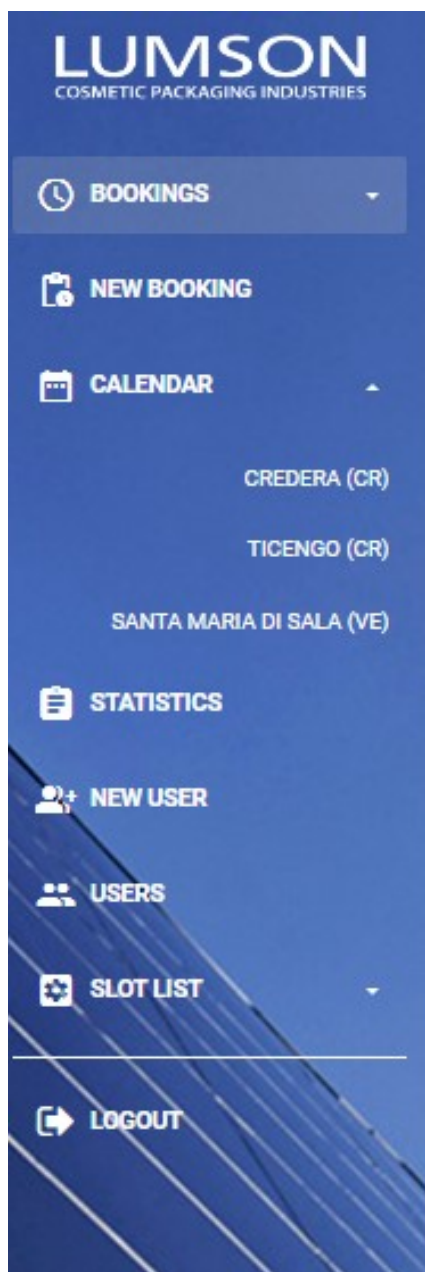 LUMSON
COSMETIC PACKAGING INDUSTRIES
BOOKINGS
NEW BOOKING
CALENDAR
CREDERA (CR)
TICENGO (CR)
SANTA MARIA DI SALA (VE)
STATISTICS
NEW USER
USERS
SLOT LIST
LOGOUT